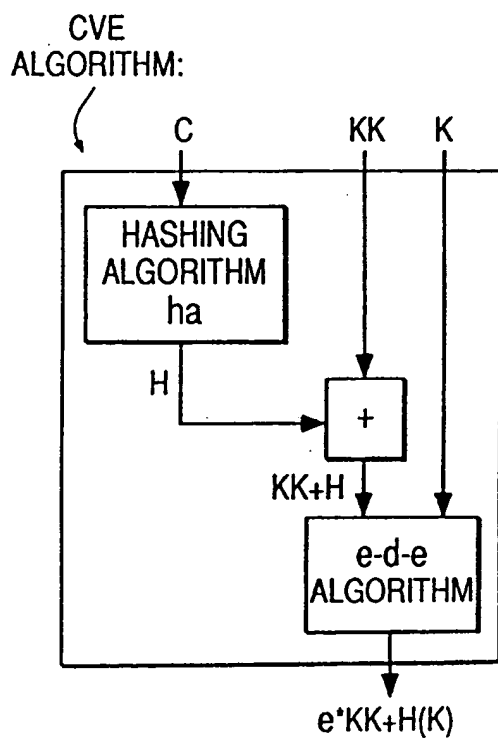 CVE
ALGORITHM:
C KK K
HASHING
ALGORITHM
ha
H
+
KK+H
e-d-e
ALGORITHM
e*KK+H(K)